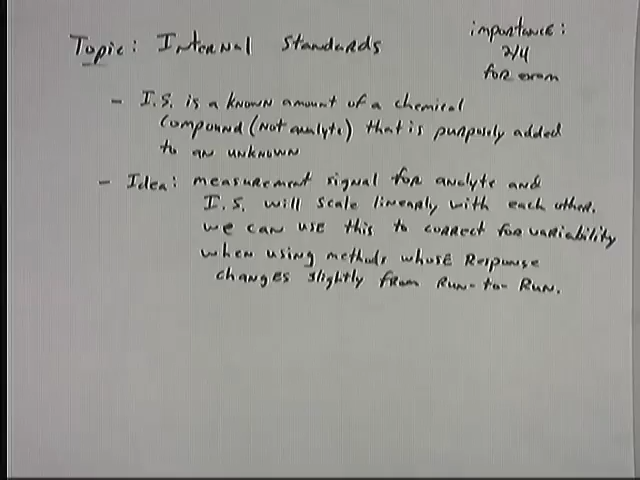 Topic: Internal Standards
importance:
2/4
for exam
- I.S. is a known amount of a chemical
compound (not analyte) that is purposely added
to an unknown
- Idea: measurement signal for analyte and
I.S. will scale linearly with each other.
we can use this to correct for variability
when using methods whose Response
changes slightly from Run-to-Run.